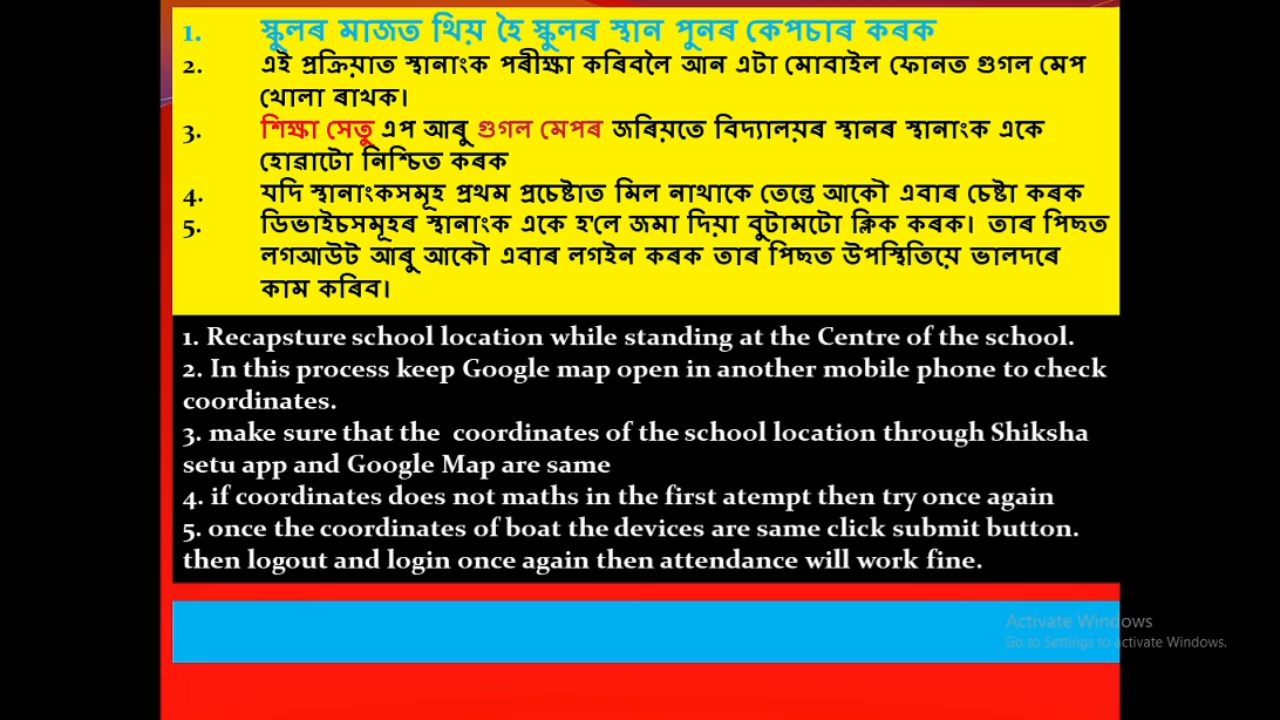 1. স্কুলৰ মাজত থিয় হৈ স্কুলৰ স্থান পুনৰ কেপচাৰ কৰক
2. এই প্ৰক্ৰিয়াত স্থানাংক পৰীক্ষা কৰিবলৈ আন এটা মোবাইল ফোনত গুগল মেপ
খোলা ৰাখক।
3. শিক্ষা সেতু এপ আৰু গুগল মেপৰ জৰিয়তে বিদ্যালয়ৰ স্থানৰ স্থানাংক একে
হোৱাটো নিশ্চিত কৰক
4. যদি স্থানাংকসমূহ প্ৰথম প্ৰচেষ্টাত মিল নাথাকে তেন্তে আকৌ এবাৰ চেষ্টা কৰক
5. ডিভাইচসমূহৰ স্থানাংক একে হ'লে জমা দিয়া বুটামটো ক্লিক কৰক। তাৰ পিছত
লগআউট আৰু আকৌ এবাৰ লগইন কৰক তাৰ পিছত উপস্থিতিয়ে ভালদৰে
কাম কৰিব।
1. Recapsture school location while standing at the Centre of the school.
2. In this process keep Google map open in another mobile phone to check
coordinates.
3. make sure that the coordinates of the school location through Shiksha
setu app and Google Map are same
4. if coordinates does not maths in the first atempt then try once again
5. once the coordinates of boat the devices are same click submit button.
then logout and login once again then attendance will work fine.
Activate Windows
Go to Settings to activate Windows.